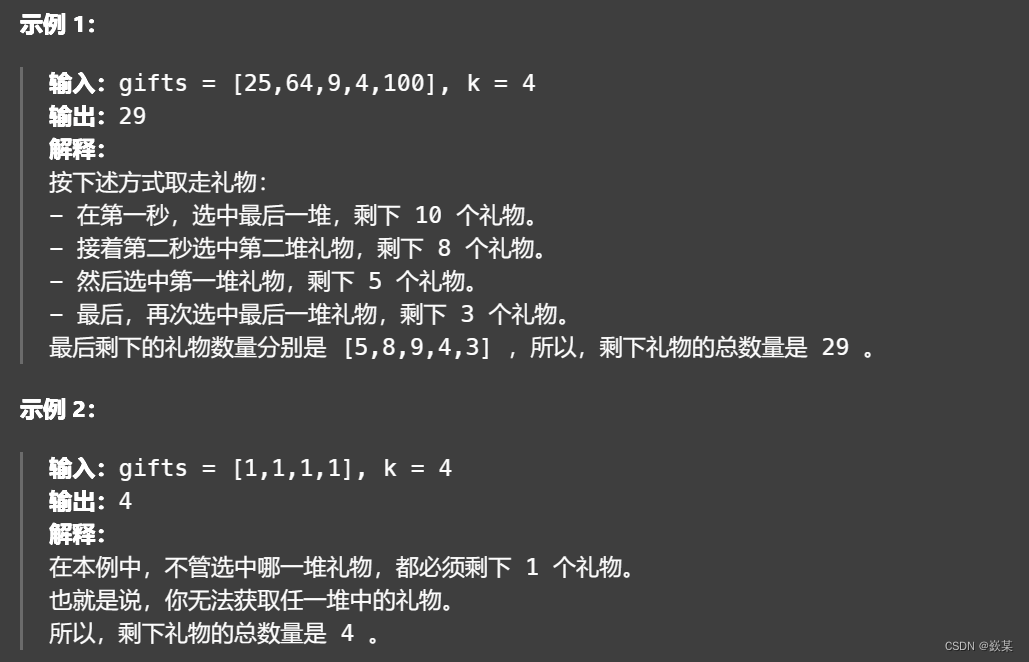 示例 1：
输入：gifts = [25,64,9,4,100], k = 4
输出：29
解释：
按下述方式取走礼物：
- 在第一秒，选中最后一堆，剩下 10 个礼物。
- 接着第二秒选中第二堆礼物，剩下 8 个礼物。
- 然后选中第一堆礼物，剩下 5 个礼物。
- 最后，再次选中最后一堆礼物，剩下 3 个礼物。
最后剩下的礼物数量分别是 [5,8,9,4,3] ，所以，剩下礼物的总数量是 29 。
示例 2：
输入：gifts = [1,1,1,1], k = 4
输出：4
解释：
在本例中，不管选中哪一堆礼物，都必须剩下 1 个礼物。
也就是说，你无法获取任一堆中的礼物。
所以，剩下礼物的总数量是 4 。
CSDN @嶔某